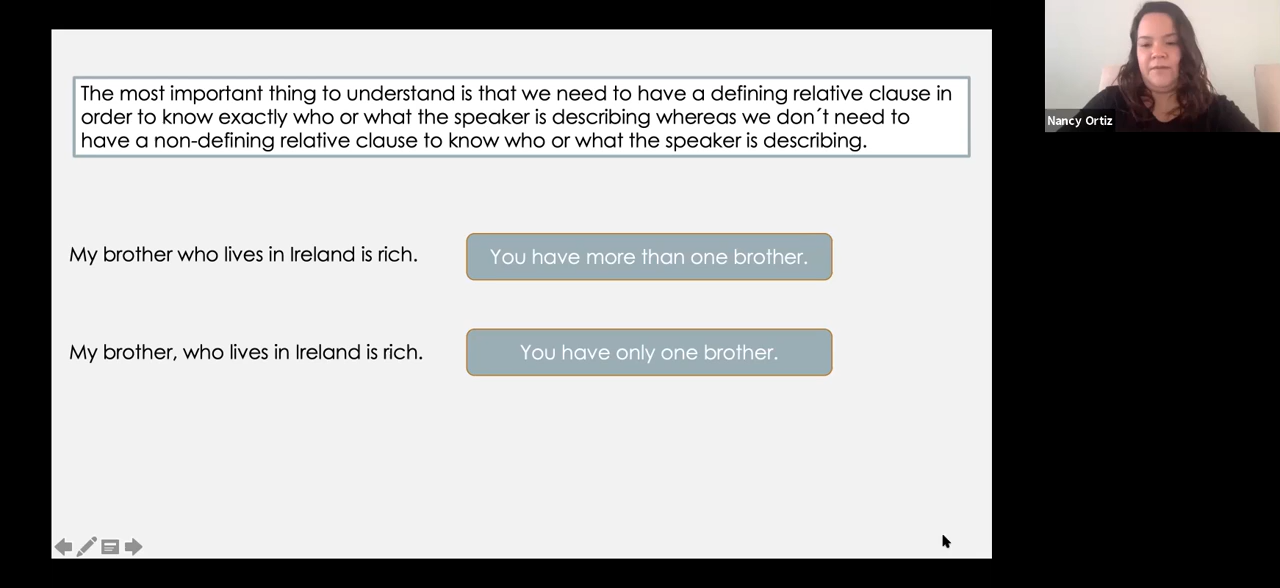 The most important thing to understand is that we need to have a defining relative clause in
order to know exactly who or what the speaker is describing whereas we don´t need to
have a non-defining relative clause to know who or what the speaker is describing.
My brother who lives in Ireland is rich.
You have more than one brother.
My brother, who lives in Ireland is rich.
You have only one brother.
Nancy Ortiz